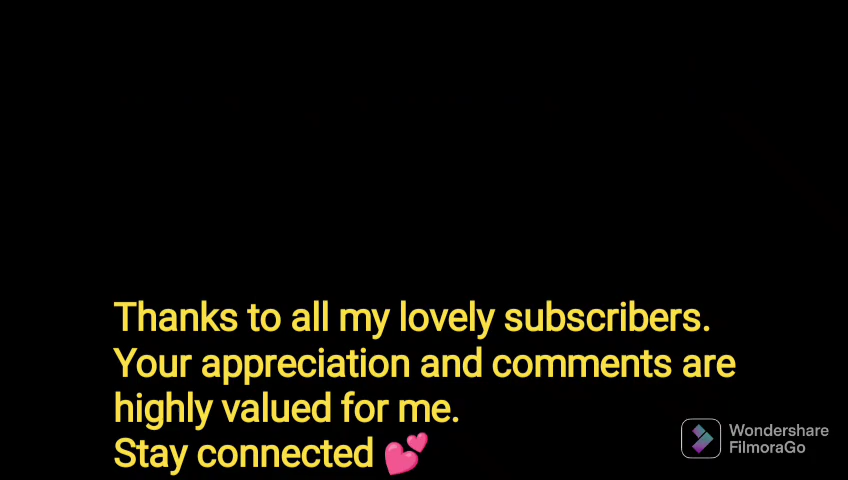 Thanks to all my lovely subscribers.
Your appreciation and comments are
highly valued for me.
Stay connected 💕
Wondershare
FilmoraGo